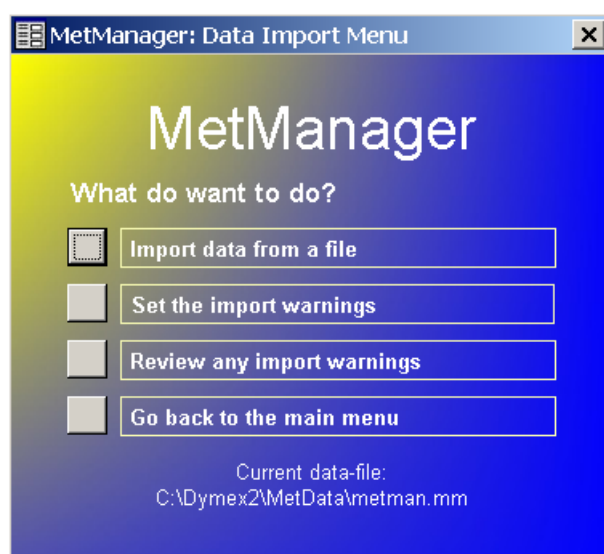 MetManager: Data Import Menu
MetManager
What do want to do?
Import data from a file
Set the import warnings
Review any import warnings
Go back to the main menu
Current data-file:
C:\Dymex2\MetData\metman.mm